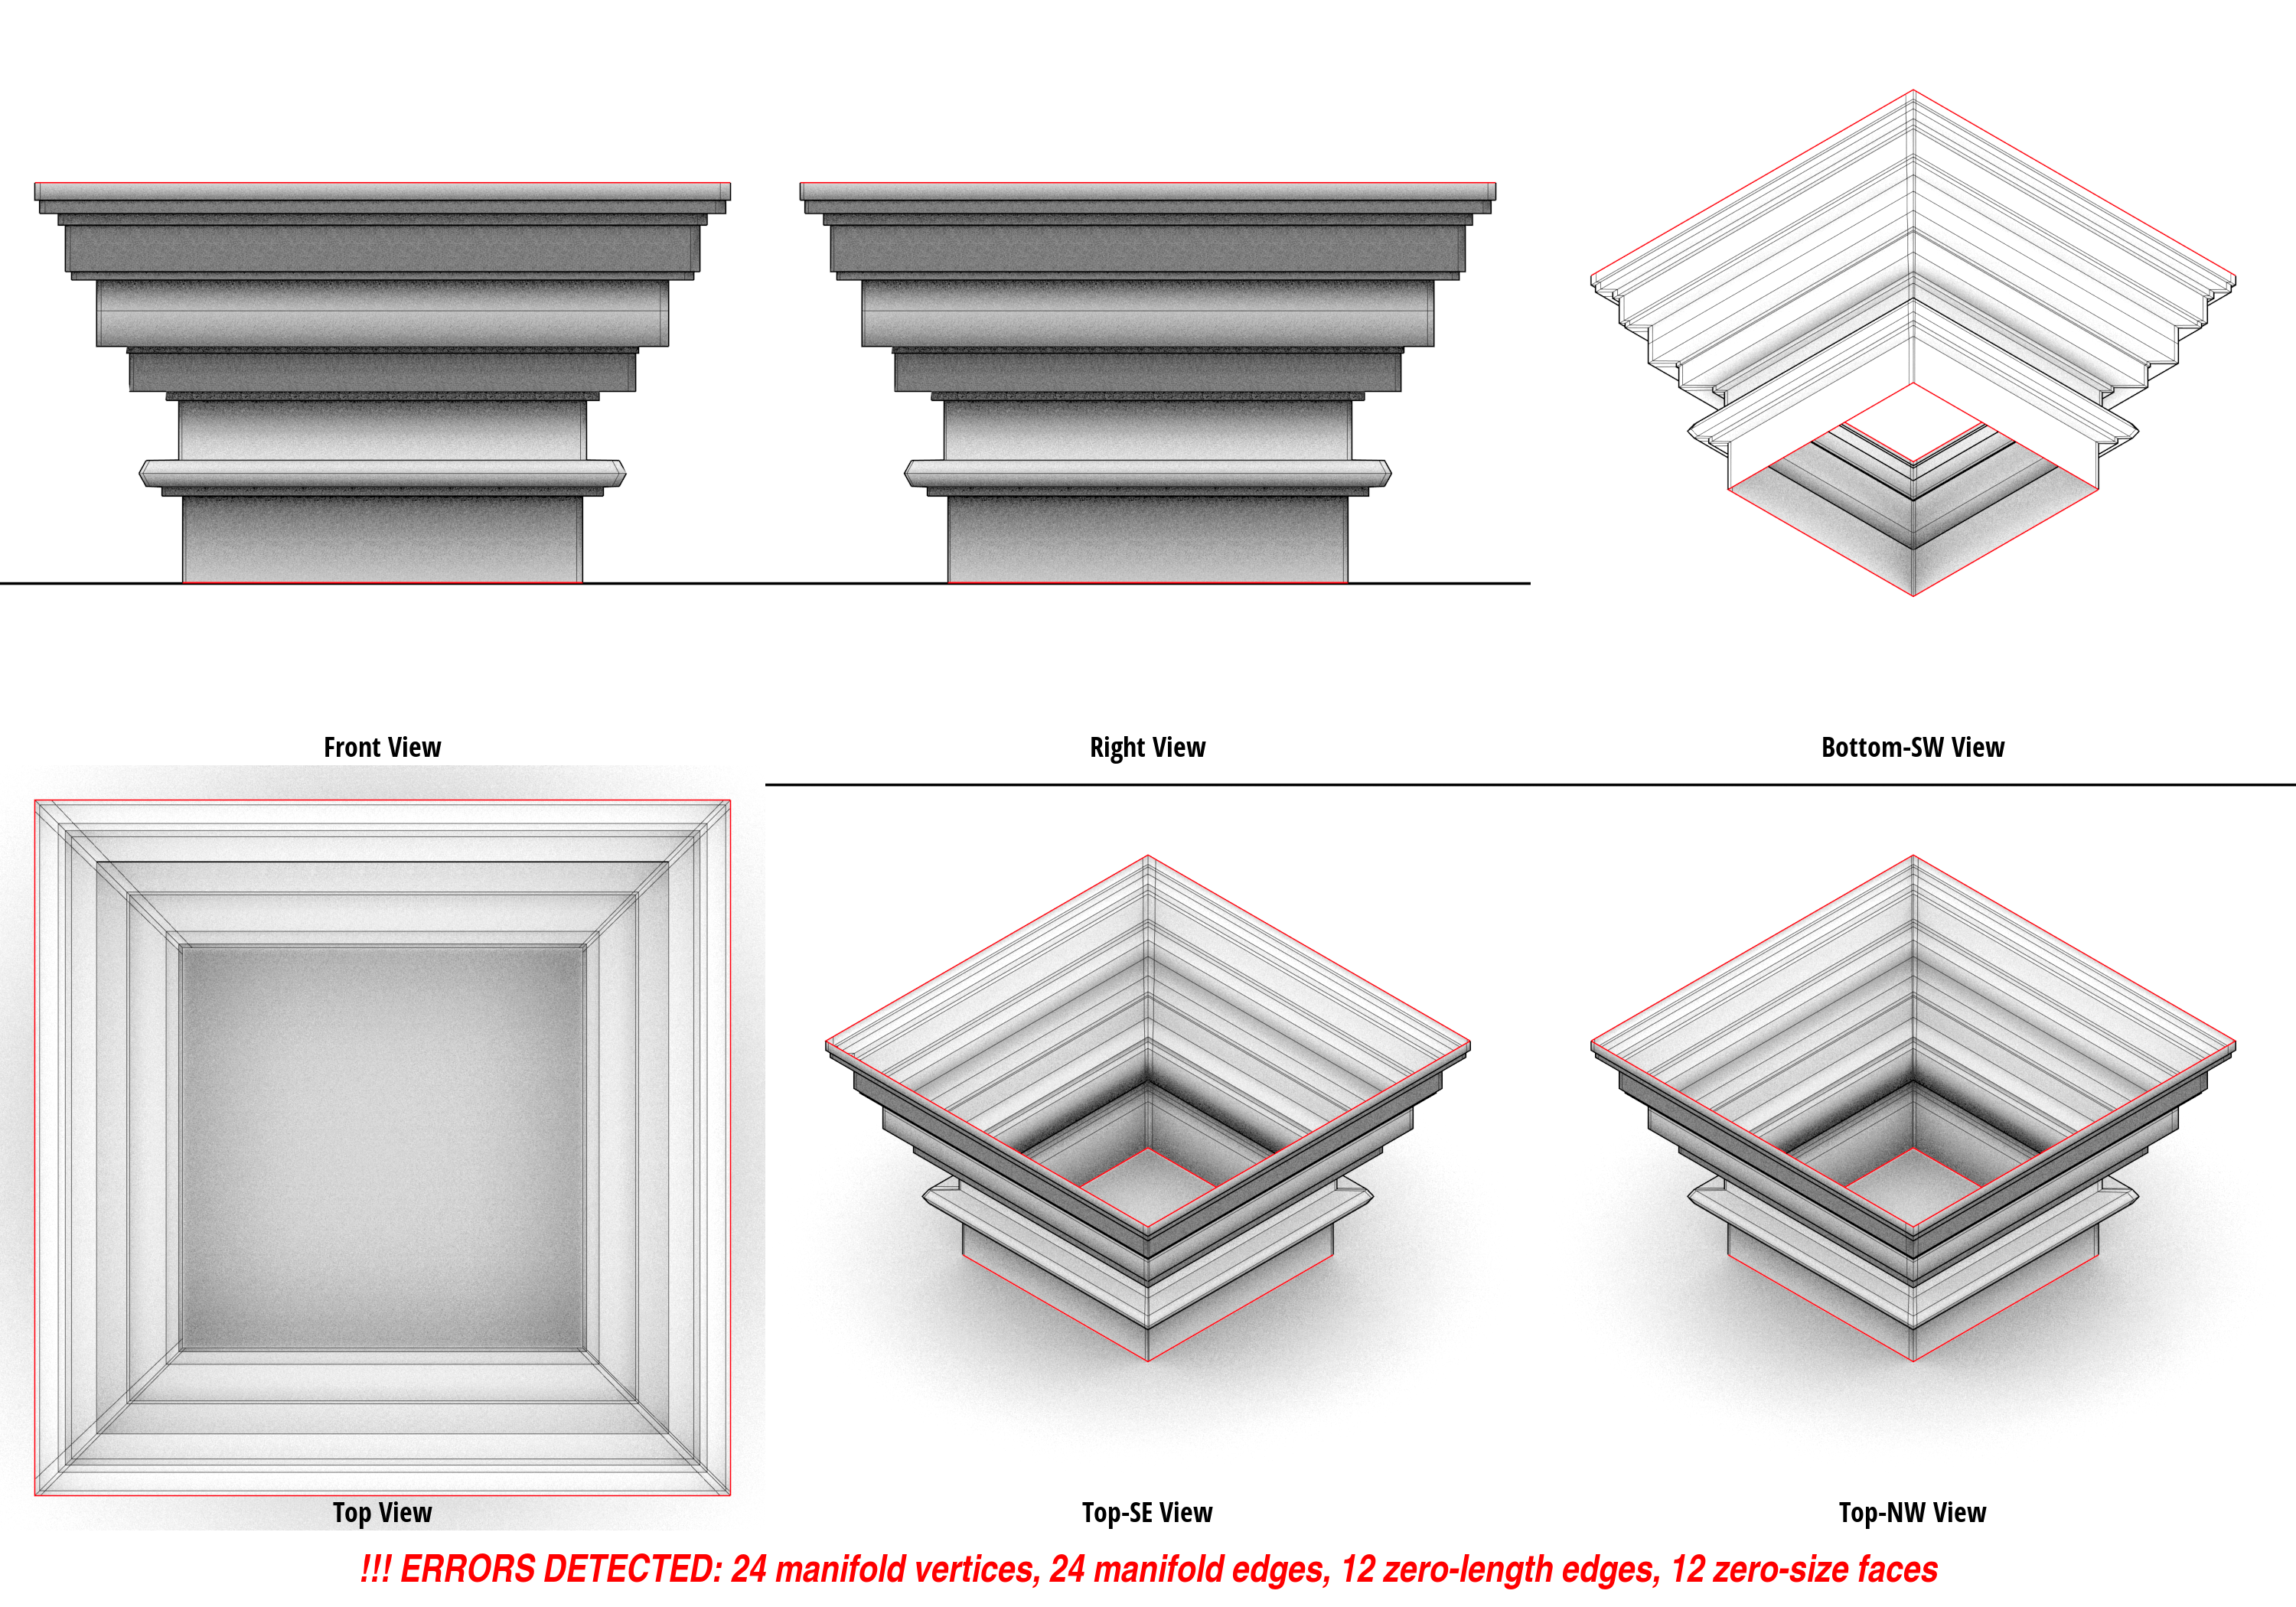 Front View
Right View
Bottom-SW View
Top View
Top-SE View
Top-NW View
!!! ERRORS DETECTED: 24 manifold vertices, 24 manifold edges, 12 zero-length edges, 12 zero-size faces